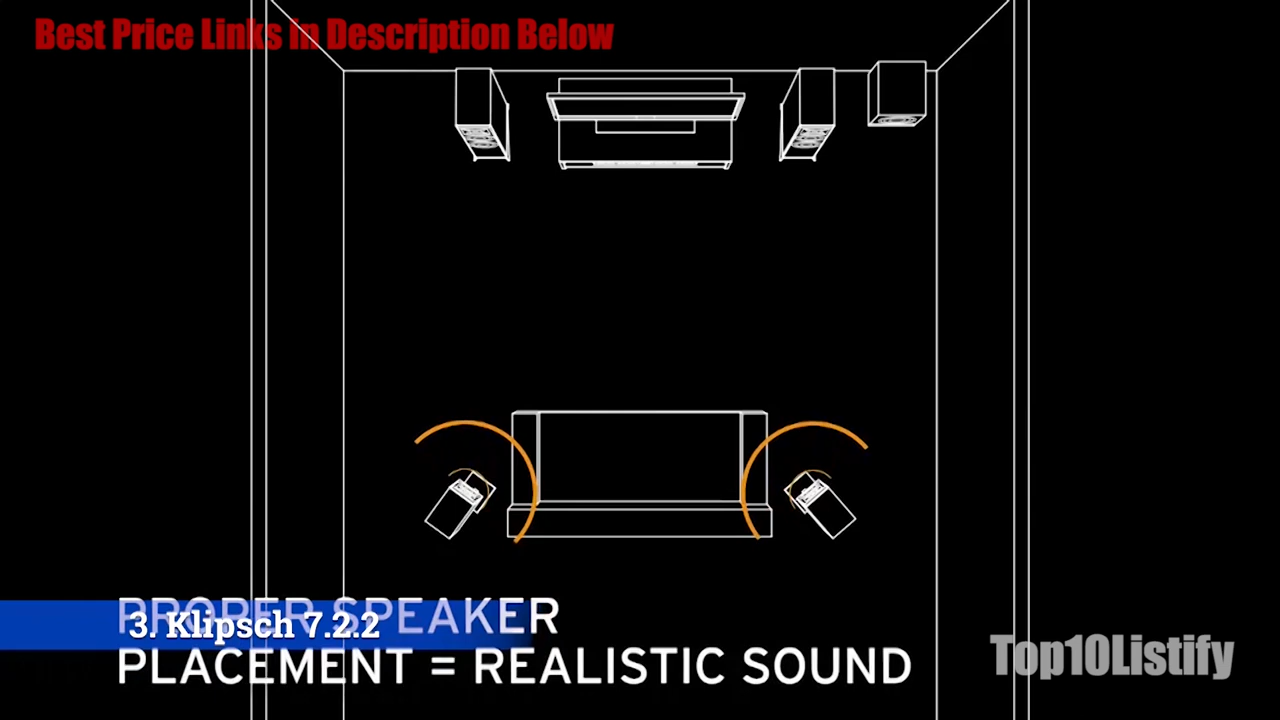 Best Price Links in Description Below
PROPER SPEAKER
3. Klipsch 7.2.2
PLACEMENT = REALISTIC SOUND
Top10Listify